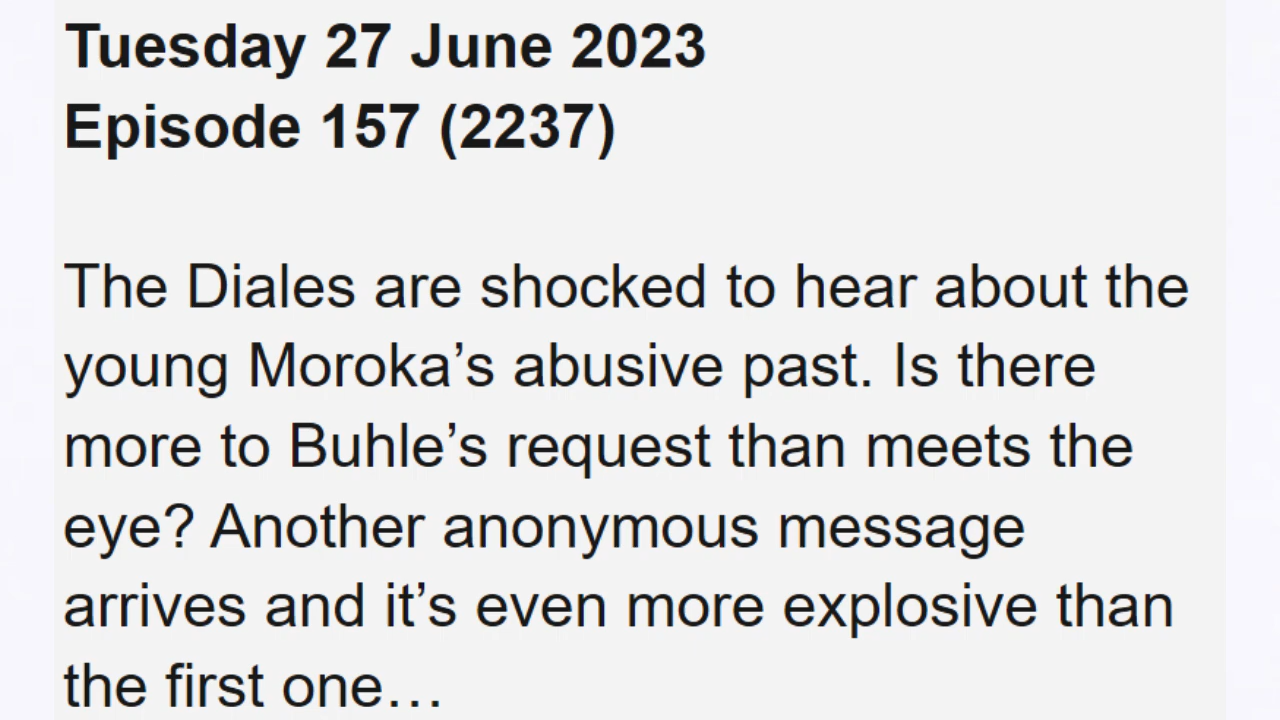 Tuesday 27 June 2023
Episode 157 (2237)
The Diales are shocked to hear about the
young Moroka’s abusive past. Is there
more to Buhle’s request than meets the
eye? Another anonymous message
arrives and it’s even more explosive than
the first one…